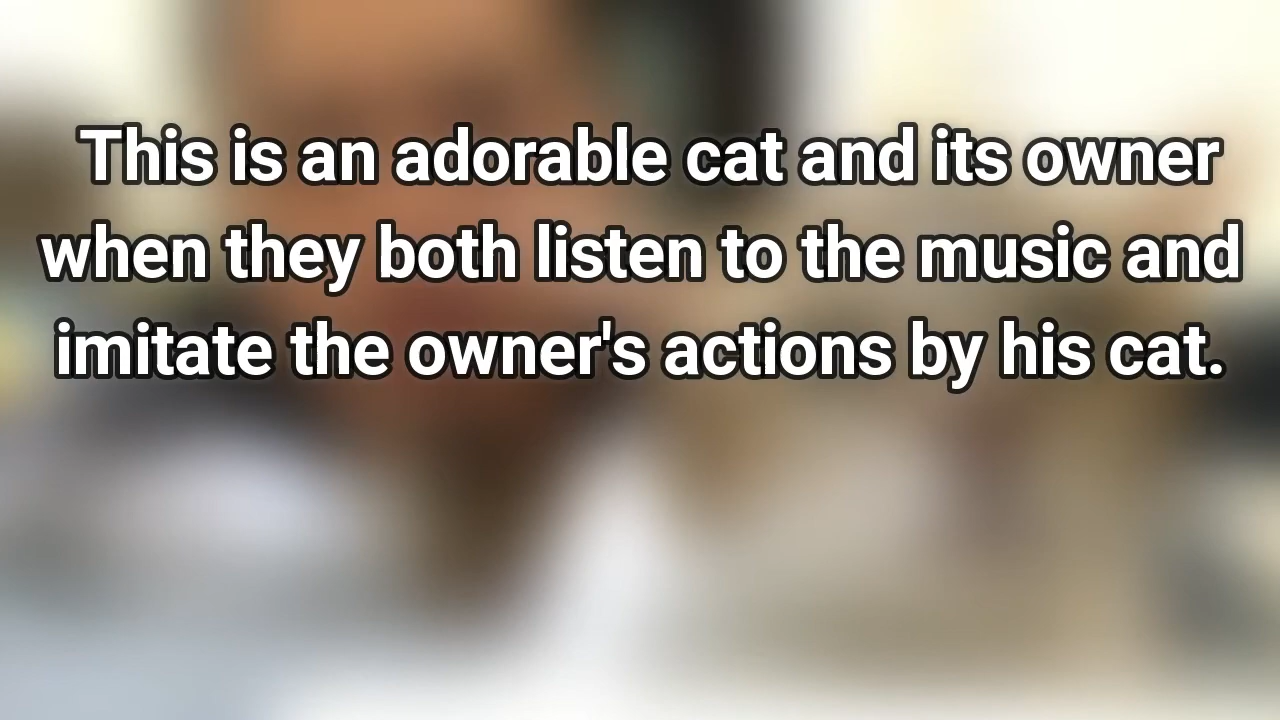 This is an adorable cat and its owner
when they both listen to the music and
imitate the owner's actions by his cat.